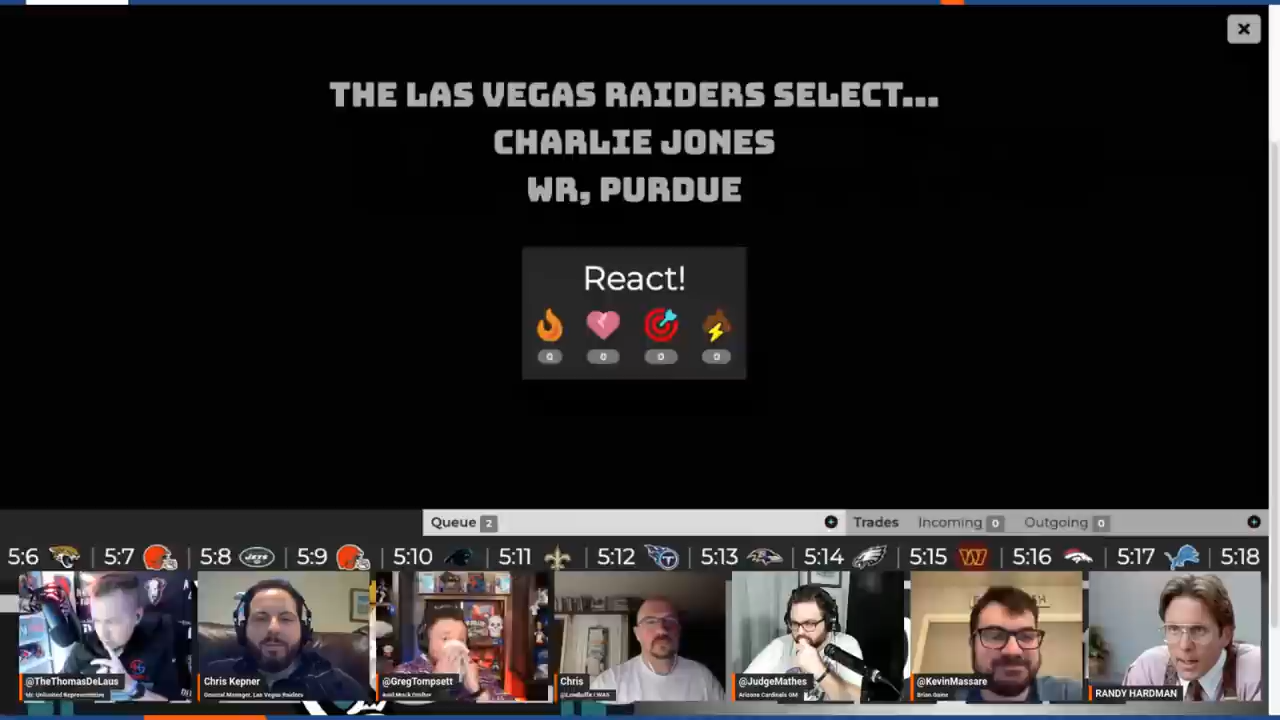 THE LAS VEGAS RAIDERS SELECT...
CHARLIE JONES
WR, PURDUE
React!
0 0 0 0
Queue 2
Trades Incoming 0 Outgoing 0
5:6 5:7 5:8 JETS 5:9 5:10 5:11 5:12 5:13 5:14 5:15 5:16 5:17 5:18
@TheThomasDeLaus
Chris Kepner
General Manager, Las Vegas Raiders
@GregTompsett
Chris
@JudgeMathes
Arizona Cardinals GM
@KevinMassare
RANDY HARDMAN